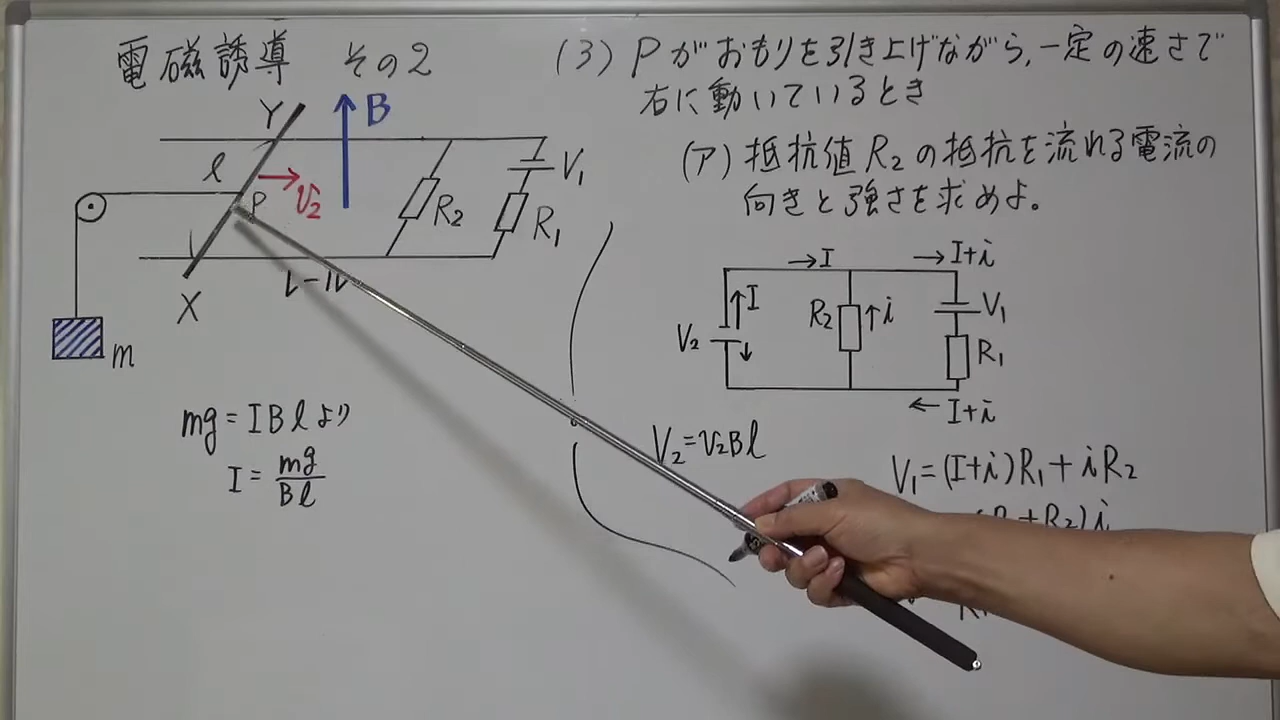 電磁誘導 その2
(3) Pがおもりを引き上げながら、一定の速さで
右に動いているとき
(ア) 抵抗値R₂の抵抗を流れる電流の
向きと強さを求めよ。
Y
B
l
v₂
P
R₂
V₁
R₁
X
m
mg = IBlより
I = mg/Bl
→I
→I+i
↑I
V₂
↓
R₂
↑i
V₁
R₁
←I+i
V₂=v₂Bl
V₁=(I+i)R₁+iR₂